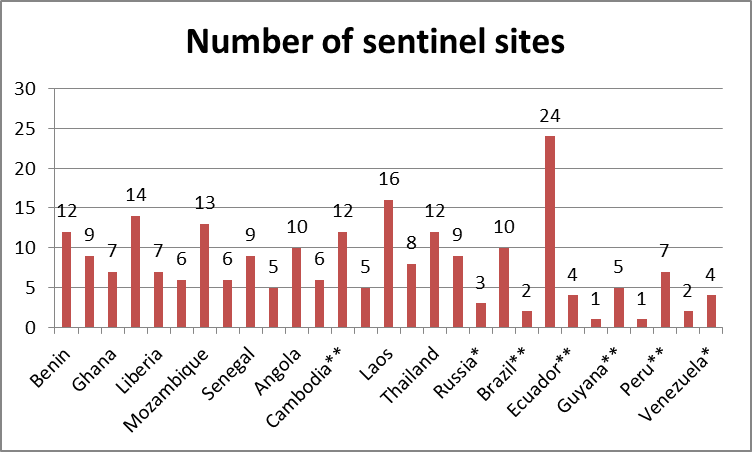 Number of sentinel sites
30
25
20
15
10
5
0
12
9
7
14
7
6
13
6
9
5
10
6
12
5
16
8
12
9
3
10
2
24
4
1
5
1
7
2
4
Benin
Ghana
Liberia
Mozambique
Senegal
Angola
Cambodia**
Laos
Thailand
Russia*
Brazil**
Ecuador**
Guyana**
Peru**
Venezuela*